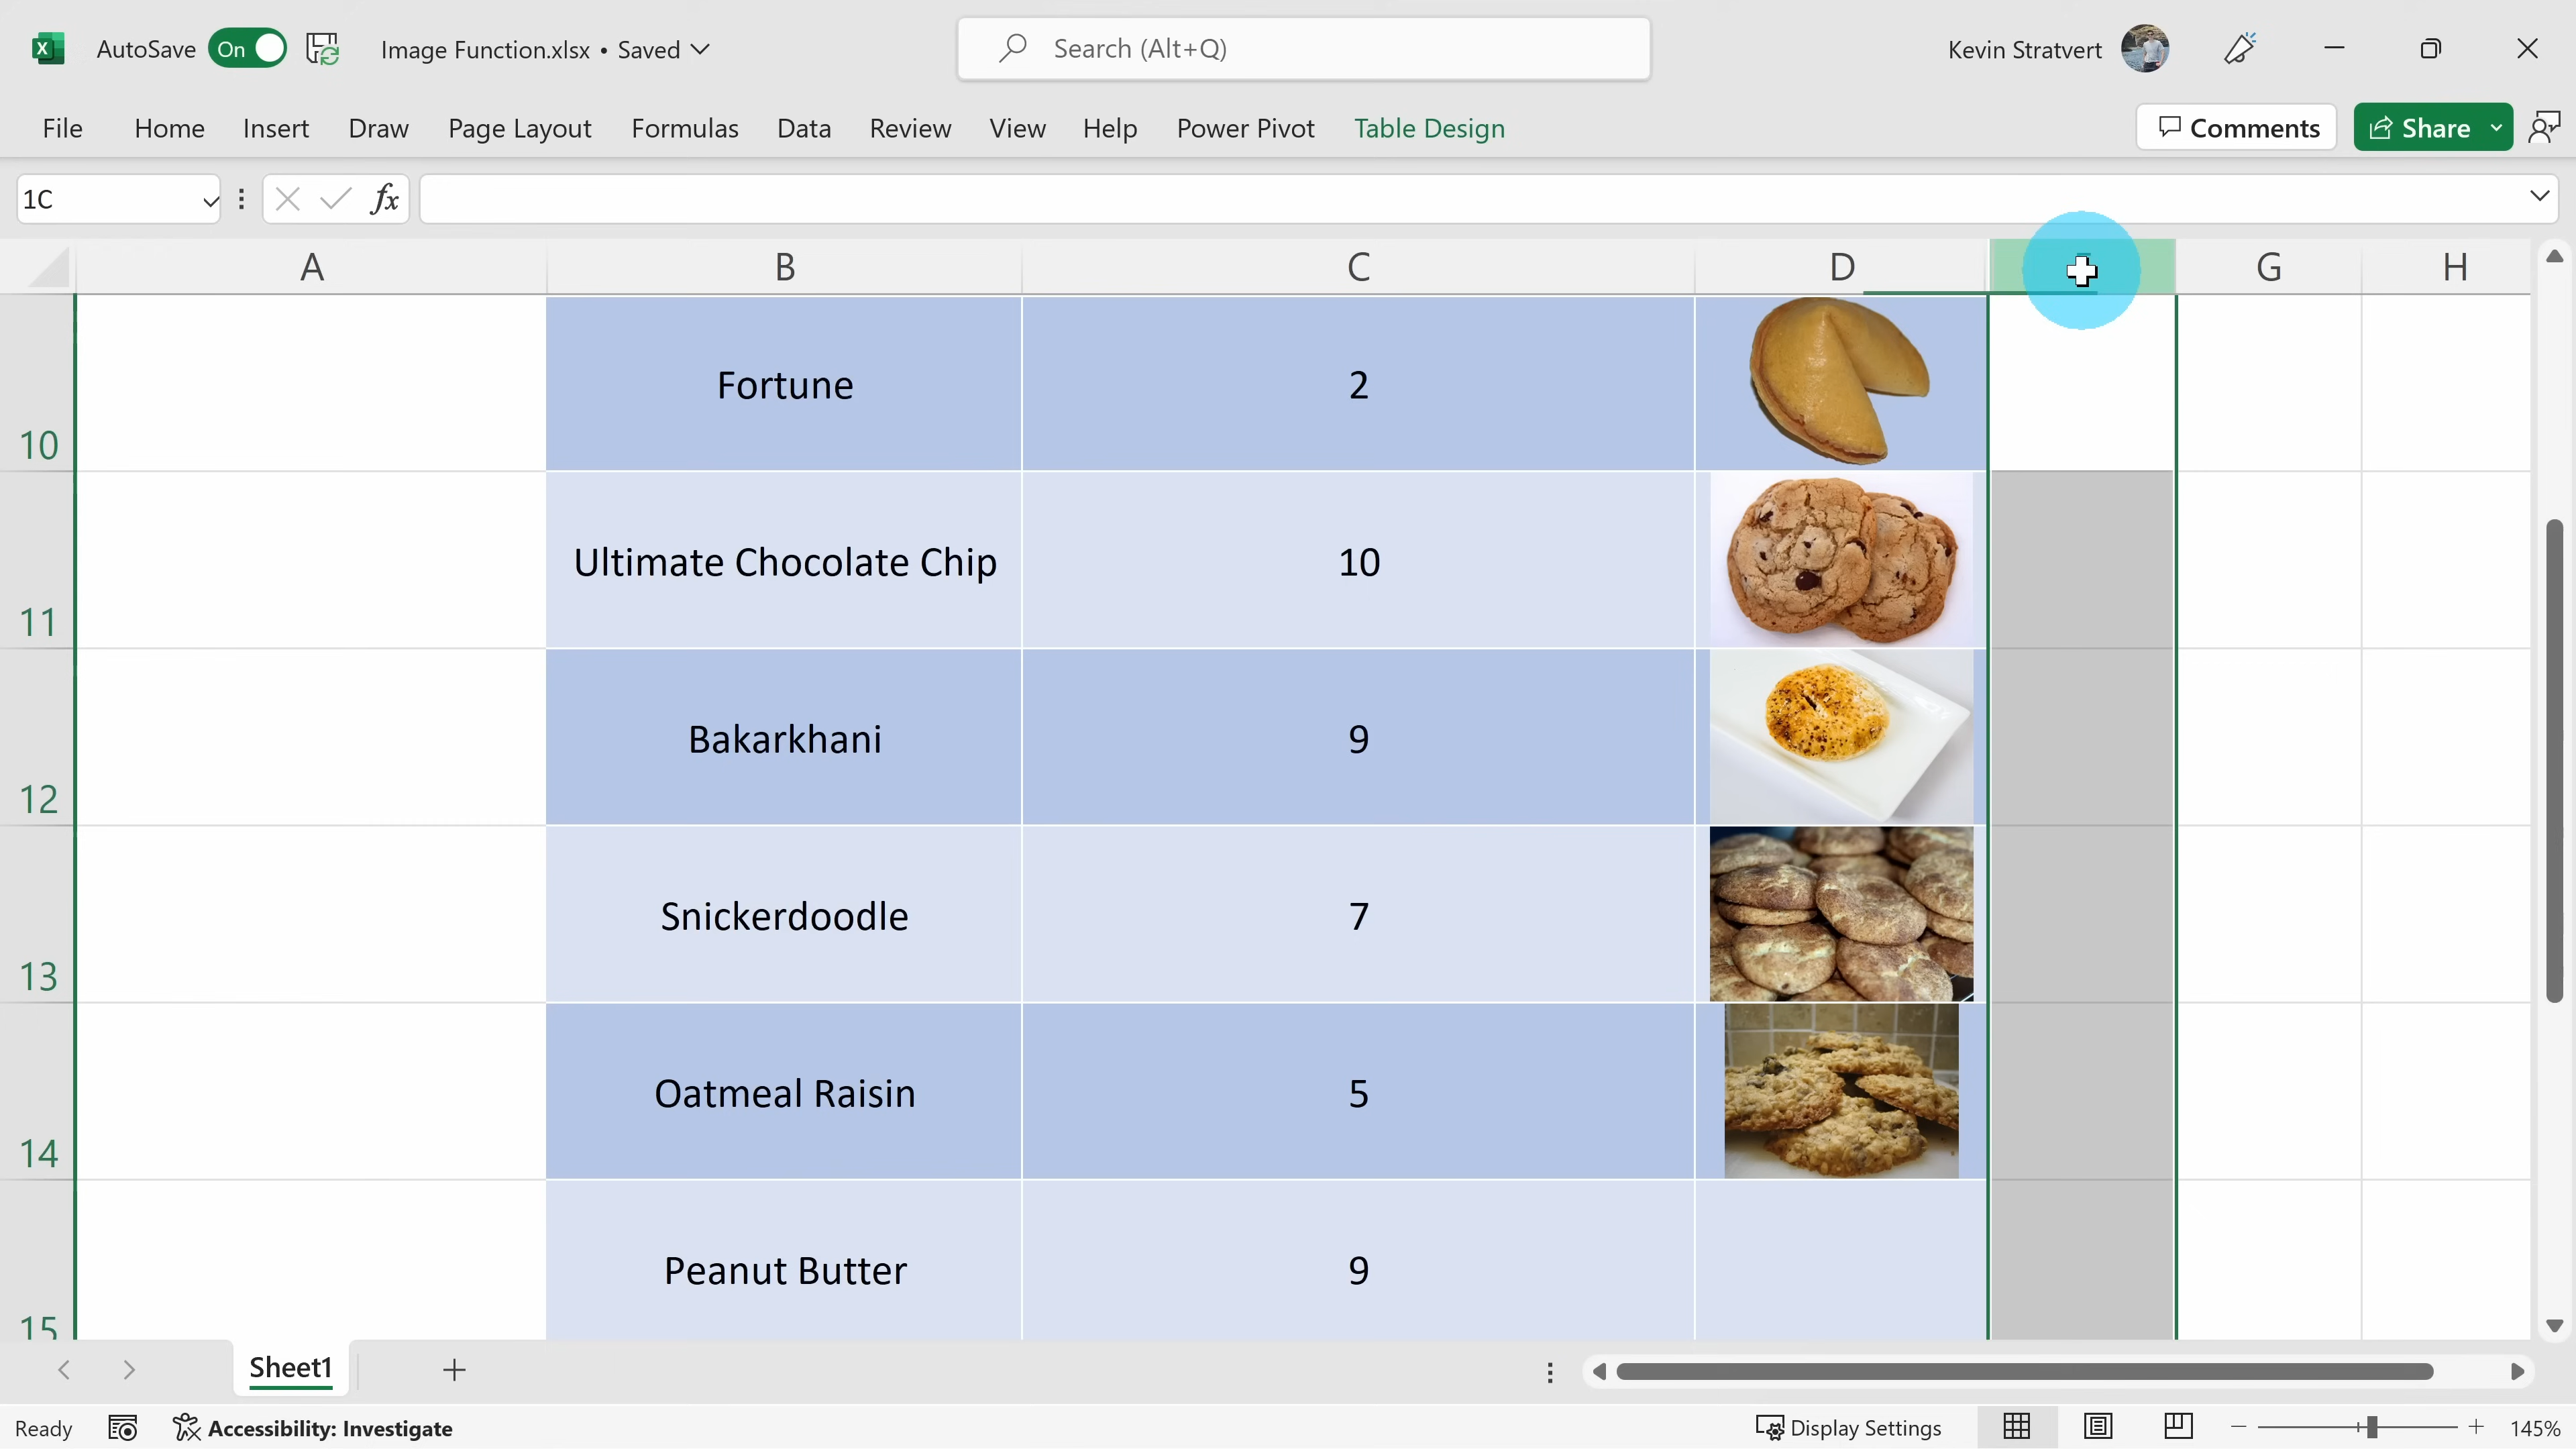 AutoSave On Image Function.xlsx • Saved Search (Alt+Q) Kevin Stratvert
File Home Insert Draw Page Layout Formulas Data Review View Help Power Pivot Table Design Comments Share
1C fx
A B C D G H
10 Fortune 2
11 Ultimate Chocolate Chip 10
12 Bakarkhani 9
13 Snickerdoodle 7
14 Oatmeal Raisin 5
15 Peanut Butter 9
Sheet1
Ready Accessibility: Investigate Display Settings 145%